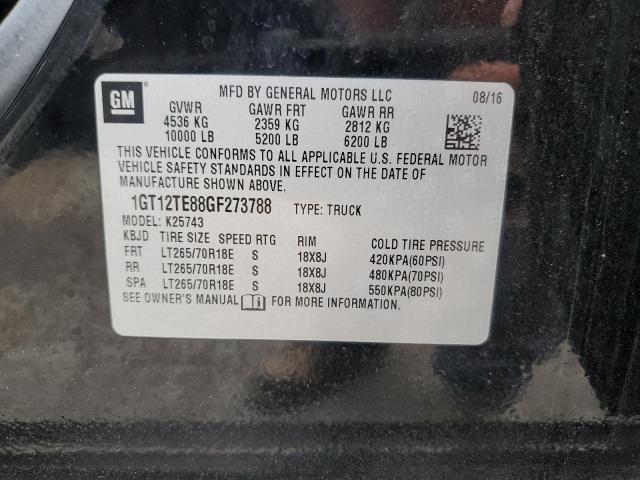 GM ®
MFD BY GENERAL MOTORS LLC 08/16
GVWR GAWR FRT GAWR RR
4536 KG 2359 KG 2812 KG
10000 LB 5200 LB 6200 LB
THIS VEHICLE CONFORMS TO ALL APPLICABLE U.S. FEDERAL MOTOR
VEHICLE SAFETY STANDARDS IN EFFECT ON THE DATE OF
MANUFACTURE SHOWN ABOVE.
1GT12TE88GF273788 TYPE: TRUCK
MODEL: K25743
KBJD TIRE SIZE SPEED RTG RIM COLD TIRE PRESSURE
FRT LT265/70R18E S 18X8J 420KPA(60PSI)
RR LT265/70R18E S 18X8J 480KPA(70PSI)
SPA LT265/70R18E S 18X8J 550KPA(80PSI)
SEE OWNER'S MANUAL FOR MORE INFORMATION.